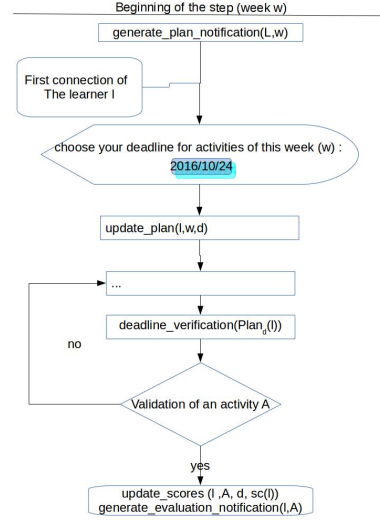 Beginning of the step (week w)
generate_plan_notification(L,w)
First connection of
The learner l
choose your deadline for activities of this week (w) :
2016/10/24
update_plan(l,w,d)
...
deadline_verification(Plan_d(l))
no
Validation of an activity A
yes
update_scores (l ,A, d, sc(l))
generate_evaluation_notification(l,A)